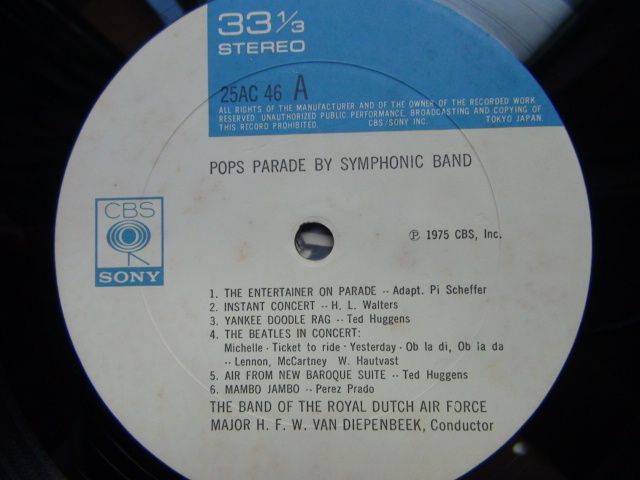 33 1/3
STEREO
25AC 46 A
ALL RIGHTS OF THE MANUFACTURER AND OF THE OWNER OF THE RECORDED WORK
RESERVED. UNAUTHORIZED PUBLIC PERFORMANCE, BROADCASTING AND COPYING OF
THIS RECORD PROHIBITED. CBS/SONY INC. TOKYO JAPAN.
POPS PARADE BY SYMPHONIC BAND
CBS
SONY
℗ 1975 CBS, Inc.
1. THE ENTERTAINER ON PARADE -- Adapt. Pi Scheffer
2. INSTANT CONCERT -- H. L. Walters
3. YANKEE DOODLE RAG -- Ted Huggens
4. THE BEATLES IN CONCERT:
Michelle - Ticket to ride - Yesterday - Ob la di, Ob la da
-- Lennon, McCartney W. Hautvast
5. AIR FROM NEW BAROQUE SUITE -- Ted Huggens
6. MAMBO JAMBO -- Perez Prado
THE BAND OF THE ROYAL DUTCH AIR FORCE
MAJOR H. F. W. VAN DIEPENBEEK, Conductor